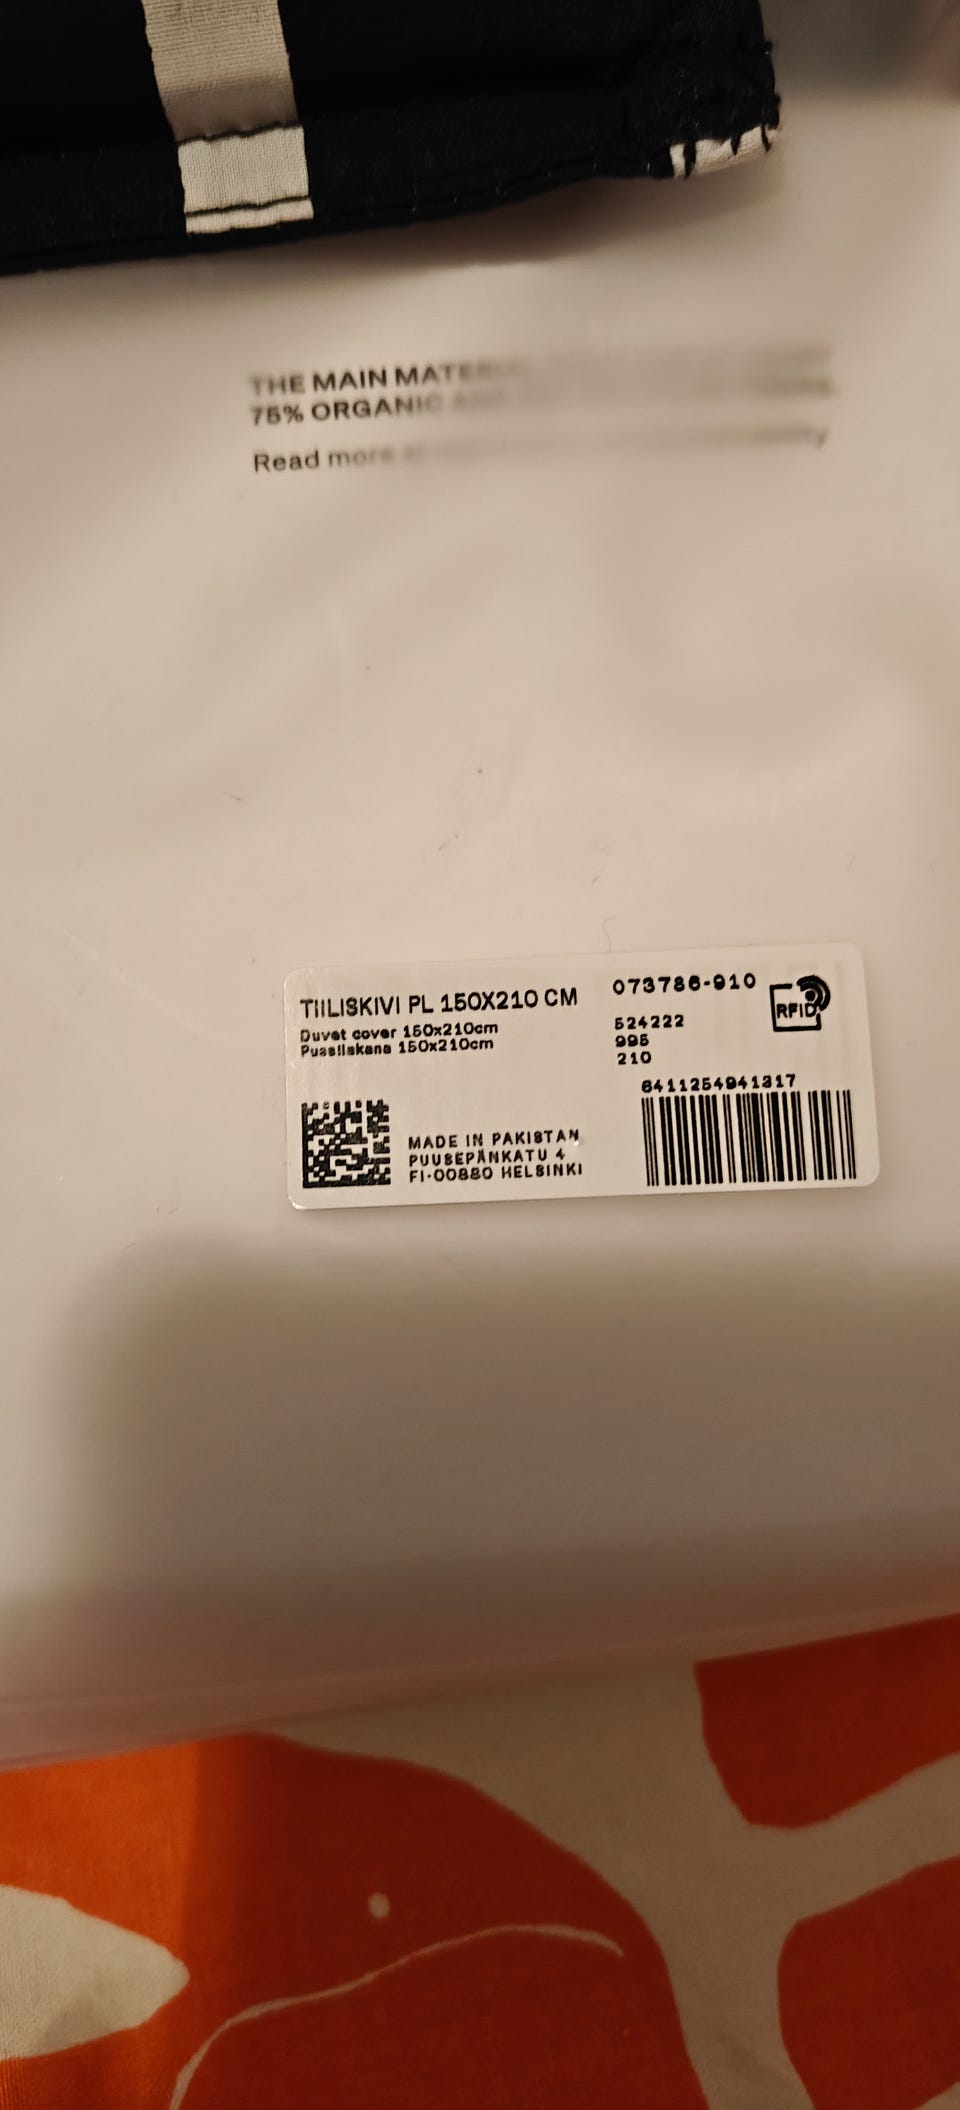 THE MAIN MATERIAL
75% ORGANIC
Read more
TIILISKIVI PL 150X210 CM
Duvet cover 150x210cm
Pussilakana 150x210cm
073786-910
RFID
524222
995
210
6411254941317
MADE IN PAKISTAN
PUUSEPÄNKATU 4
FI-00880 HELSINKI